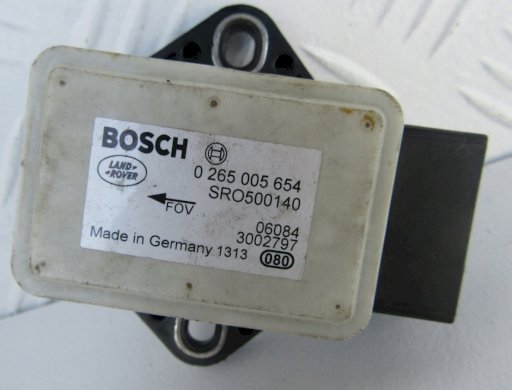 BOSCH
LAND-
-ROVER
0 265 005 654
SRO500140
FOV
06084
3002797
Made in Germany 1313
080